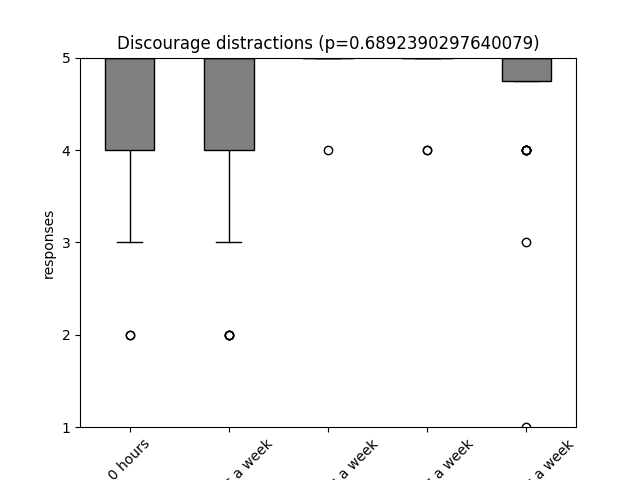 Discourage distractions (p=0.6892390297640079)
5
4
3
2
1
responses
0 hours
a week
a week
a week
a week